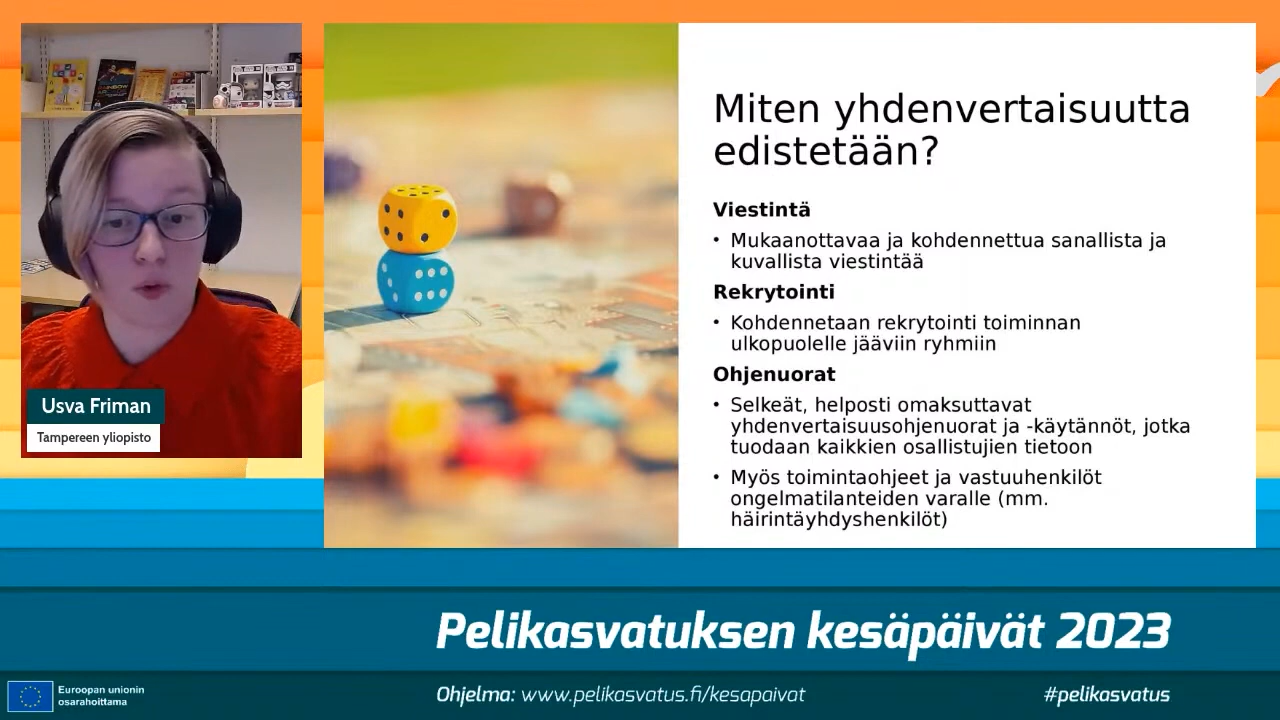 Usva Friman
Tampereen yliopisto
Miten yhdenvertaisuutta
edistetään?
Viestintä
• Mukaanottavaa ja kohdennettua sanallista ja
kuvallista viestintää
Rekrytointi
• Kohdennetaan rekrytointi toiminnan
ulkopuolelle jääviin ryhmiin
Ohjenuorat
• Selkeät, helposti omaksuttavat
yhdenvertaisuusohjenuorat ja -käytännöt, jotka
tuodaan kaikkien osallistujien tietoon
• Myös toimintaohjeet ja vastuuhenkilöt
ongelmatilanteiden varalle (mm.
häirintäyhdyshenkilöt)
Pelikasvatuksen kesäpäivät 2023
Euroopan unionin
osarahoittama
Ohjelma: www.pelikasvatus.fi/kesapaivat
#pelikasvatus